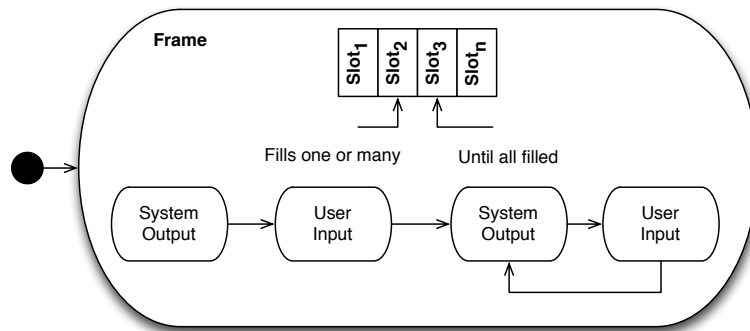 Frame
Slot1
Slot2
Slot3
Slotn
Fills one or many
Until all filled
System
Output
User
Input
System
Output
User
Input